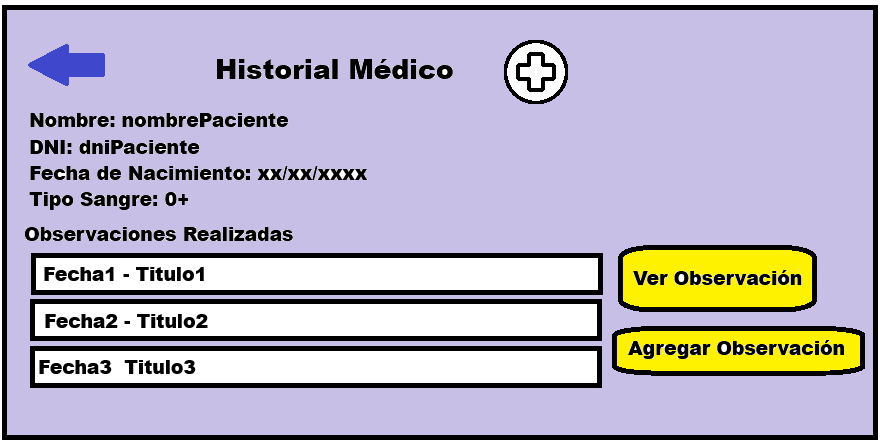 Historial Médico
Nombre: nombrePaciente
DNI: dniPaciente
Fecha de Nacimiento: xx/xx/xxxx
Tipo Sangre: 0+
Observaciones Realizadas
Fecha1 - Titulo1
Fecha2 - Titulo2
Fecha3 Titulo3
Ver Observación
Agregar Observación